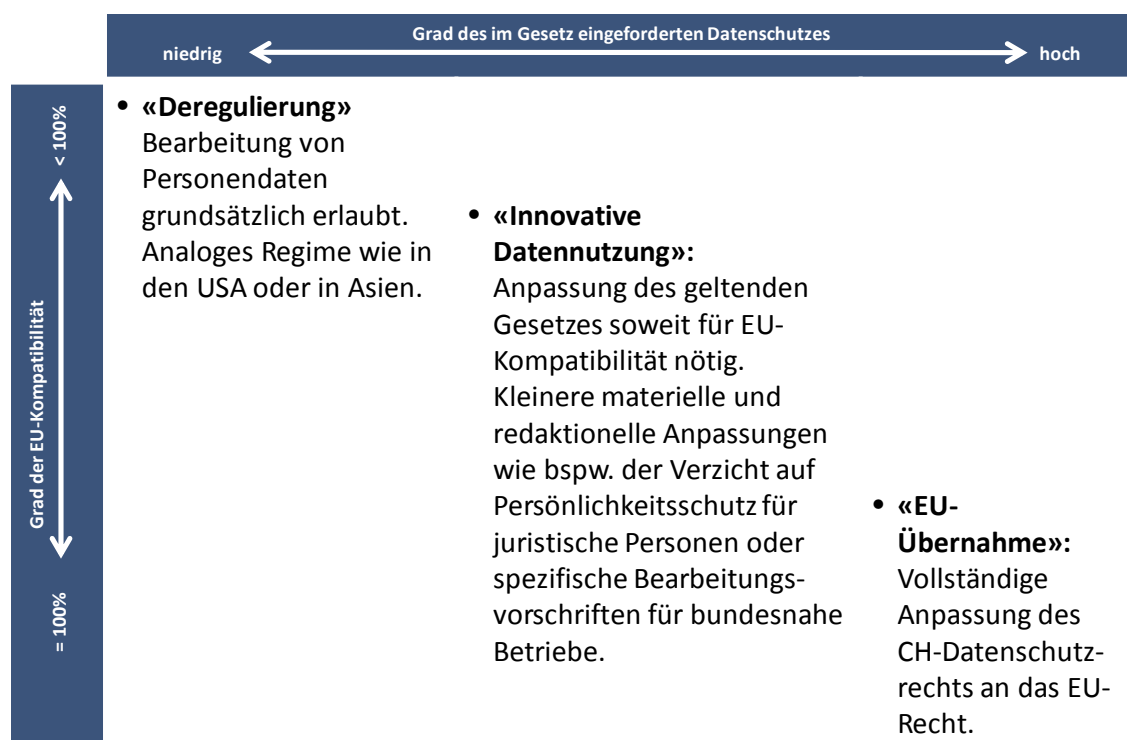 Grad des im Gesetz eingeforderten Datenschutzes
niedrig
hoch
< 100%
Grad der EU-Kompatibilität
= 100%
• «Deregulierung»
Bearbeitung von
Personendaten
grundsätzlich erlaubt.
Analoges Regime wie in
den USA oder in Asien.
• «Innovative
Datennutzung»:
Anpassung des geltenden
Gesetzes soweit für EU-
Kompatibilität nötig.
Kleinere materielle und
redaktionelle Anpassungen
wie bspw. der Verzicht auf
Persönlichkeitsschutz für
juristische Personen oder
spezifische Bearbeitungs-
vorschriften für bundesnahe
Betriebe.
• «EU-
Übernahme»:
Vollständige
Anpassung des
CH-Datenschutz-
rechts an das EU-
Recht.